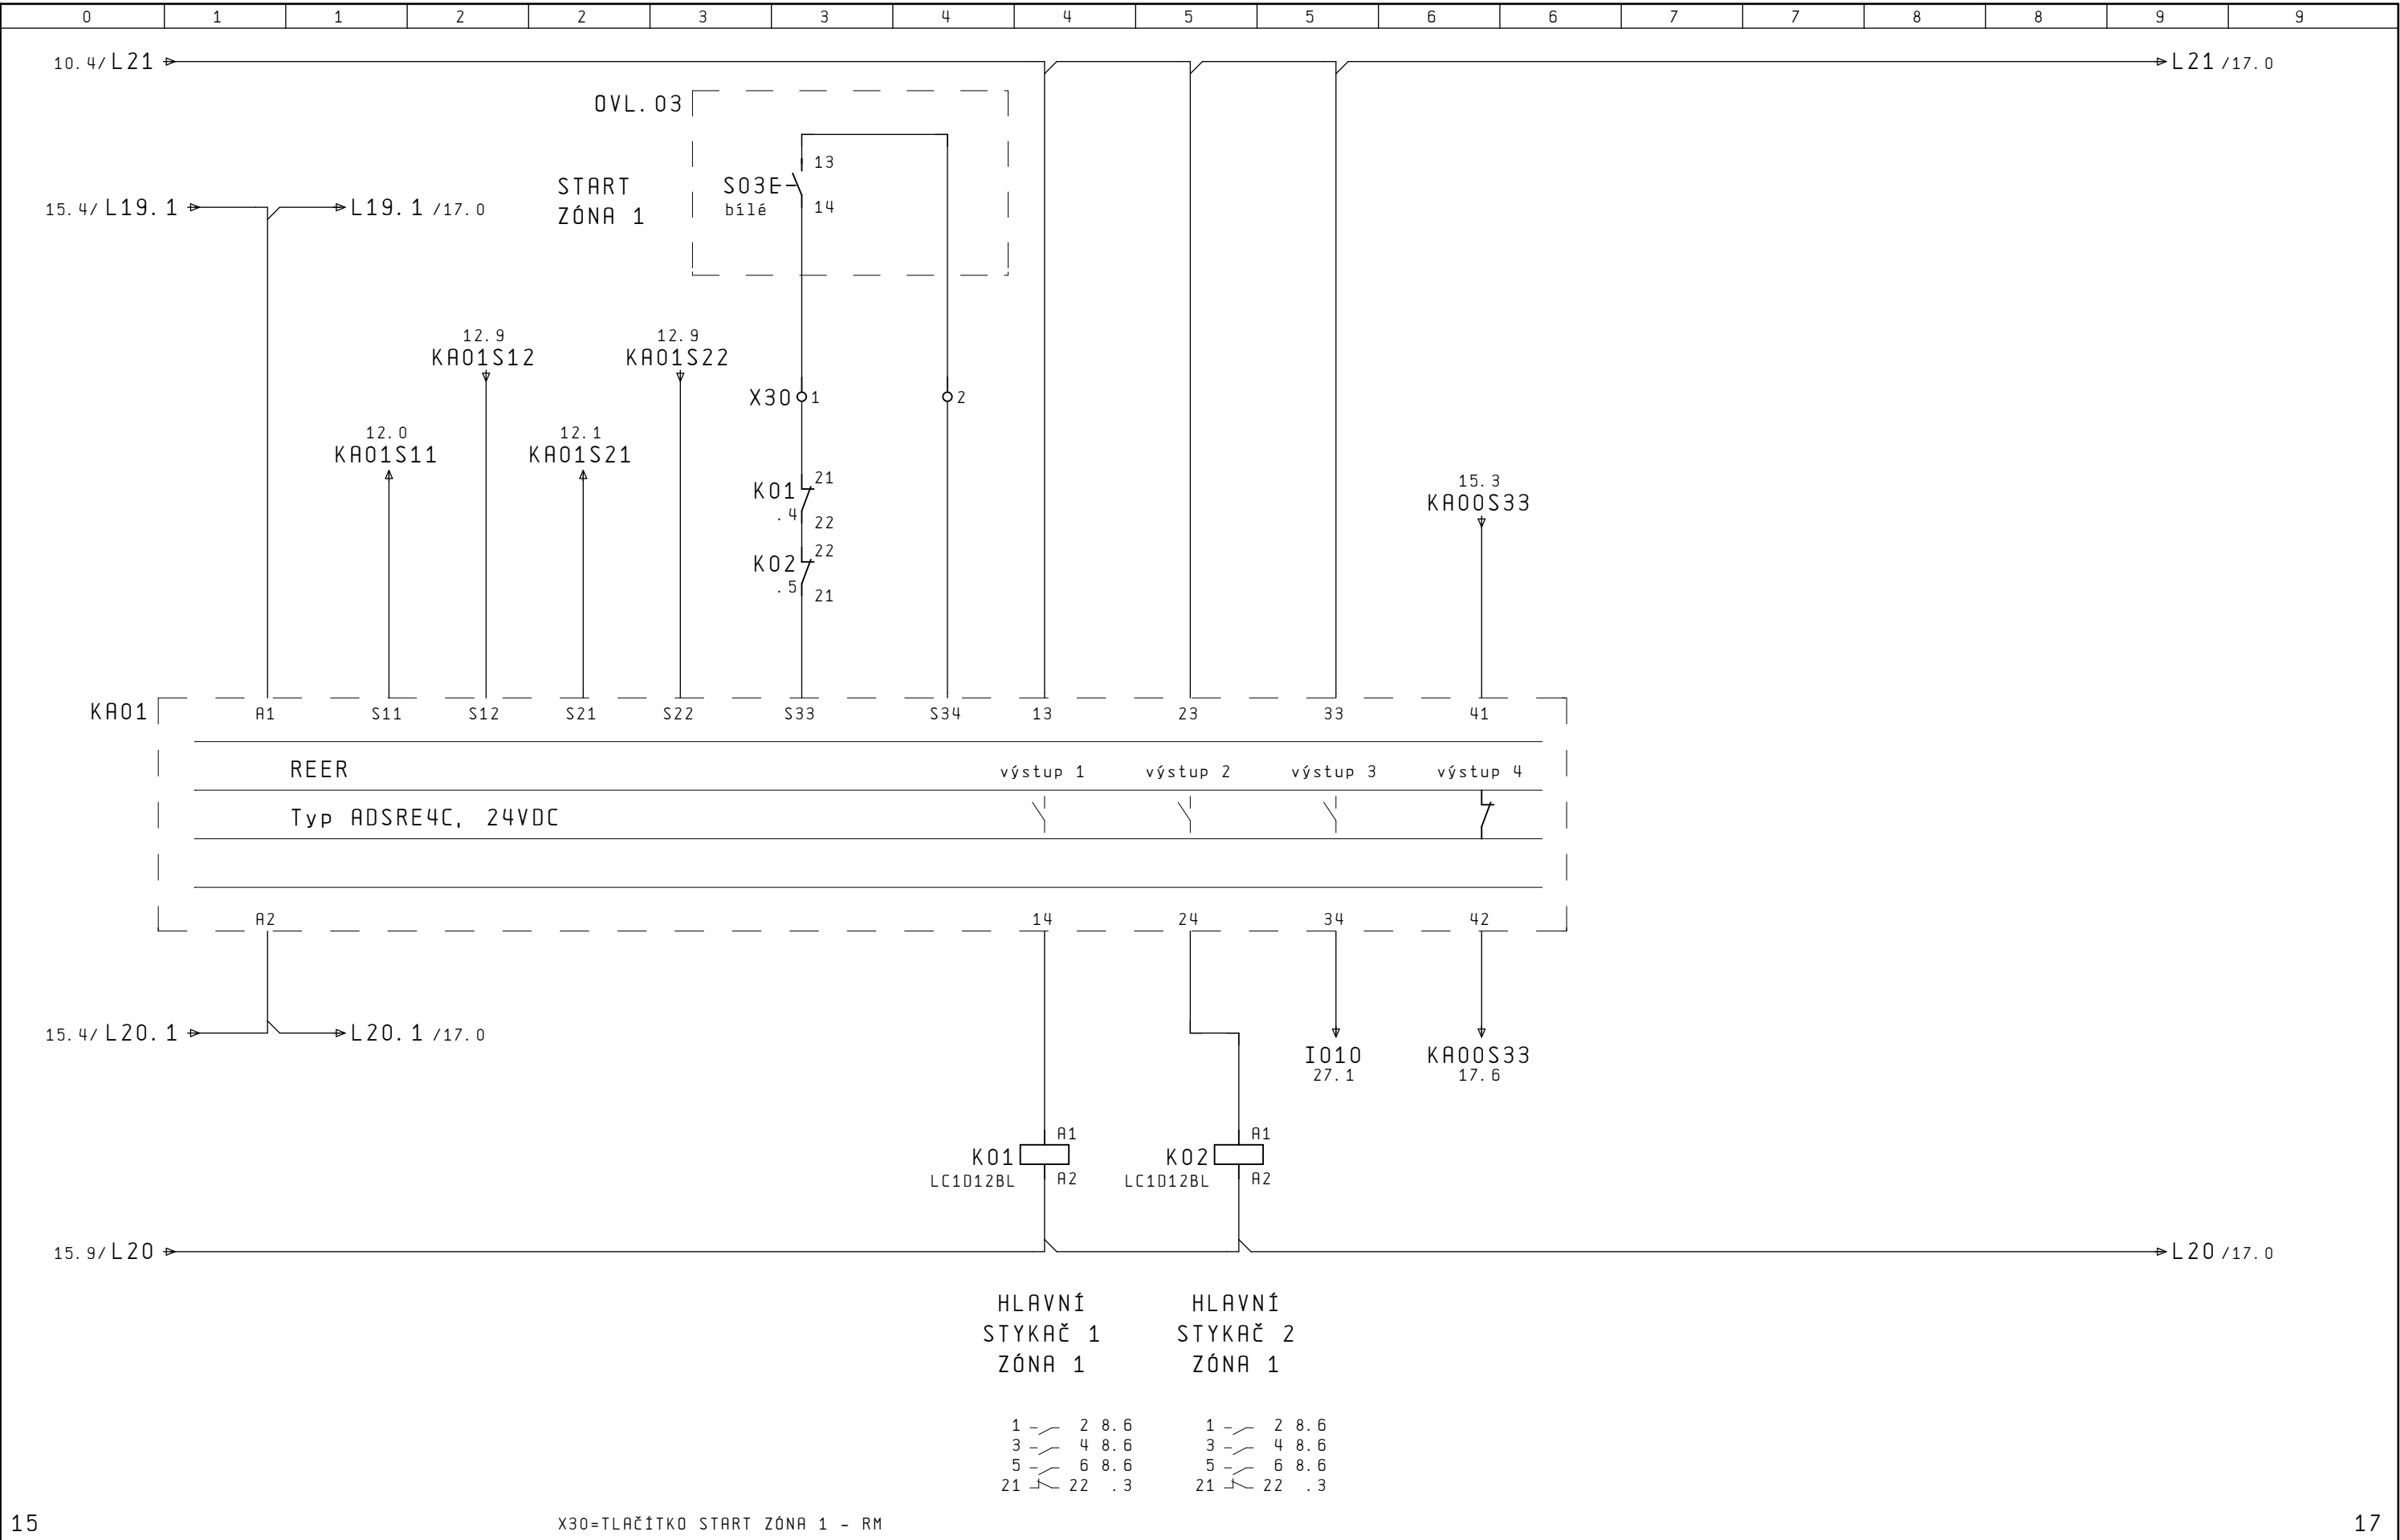 0 1 1 2 2 3 3 4 4 5 5 6 6 7 7 8 8 9 9
10.4/L21 L21/17.0
OVL.03
13
START S03E
ZÓNA 1 bílé 14
15.4/L19.1 L19.1/17.0
12.9 12.9
KA01S12 KA01S22
X30 1 2
12.0 12.1
KA01S11 KA01S21
21
K01
.4 22
15.3
KA00S33
22
K02
.5 21
KA01 A1 S11 S12 S21 S22 S33 S34 13 23 33 41
REER výstup 1 výstup 2 výstup 3 výstup 4
Typ ADSRE4C, 24VDC
A2 14 24 34 42
15.4/L20.1 L20.1/17.0
I010 KA00S33
27.1 17.6
A1 A1
K01 K02
LC1D12BL A2 LC1D12BL A2
15.9/L20 L20/17.0
HLAVNÍ HLAVNÍ
STYKAČ 1 STYKAČ 2
ZÓNA 1 ZÓNA 1
1 2 8.6 1 2 8.6
3 4 8.6 3 4 8.6
5 6 8.6 5 6 8.6
21 22 .3 21 22 .3
15 X30=TLAČÍTKO START ZÓNA 1 - RM 17